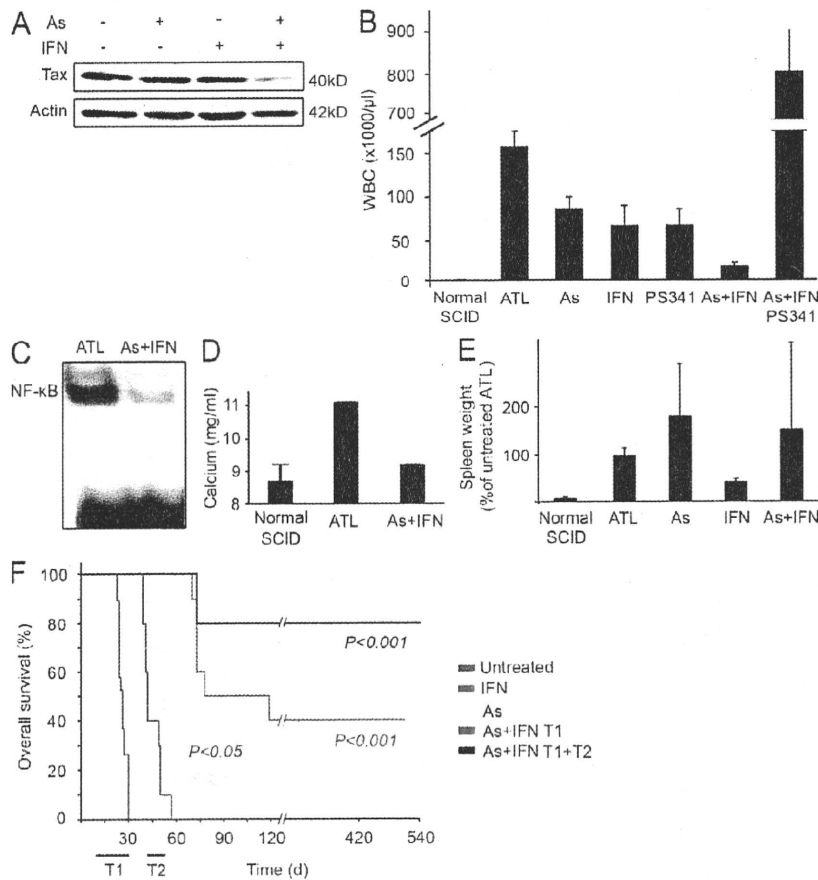 A
As - + - +
IFN - - + +
Tax 40kD
Actin 42kD
B
WBC (x1000/µl)
900
800
700
150
100
50
0
Normal SCID
ATL
As
IFN
PS341
As+IFN
As+IFN PS341
C
ATL As+IFN
NF-κB
D
Calcium (mg/ml)
11
10
9
8
Normal SCID
ATL
As+IFN
E
Spleen weight
(% of untreated ATL)
200
100
Normal SCID
ATL
As
IFN
As+IFN
F
Overall survival (%)
100
80
60
40
20
0
P<0.001
P<0.001
P<0.05
30 60 90 120 420 540
T1 T2 Time (d)
Untreated
IFN
As
As+IFN T1
As+IFN T1+T2